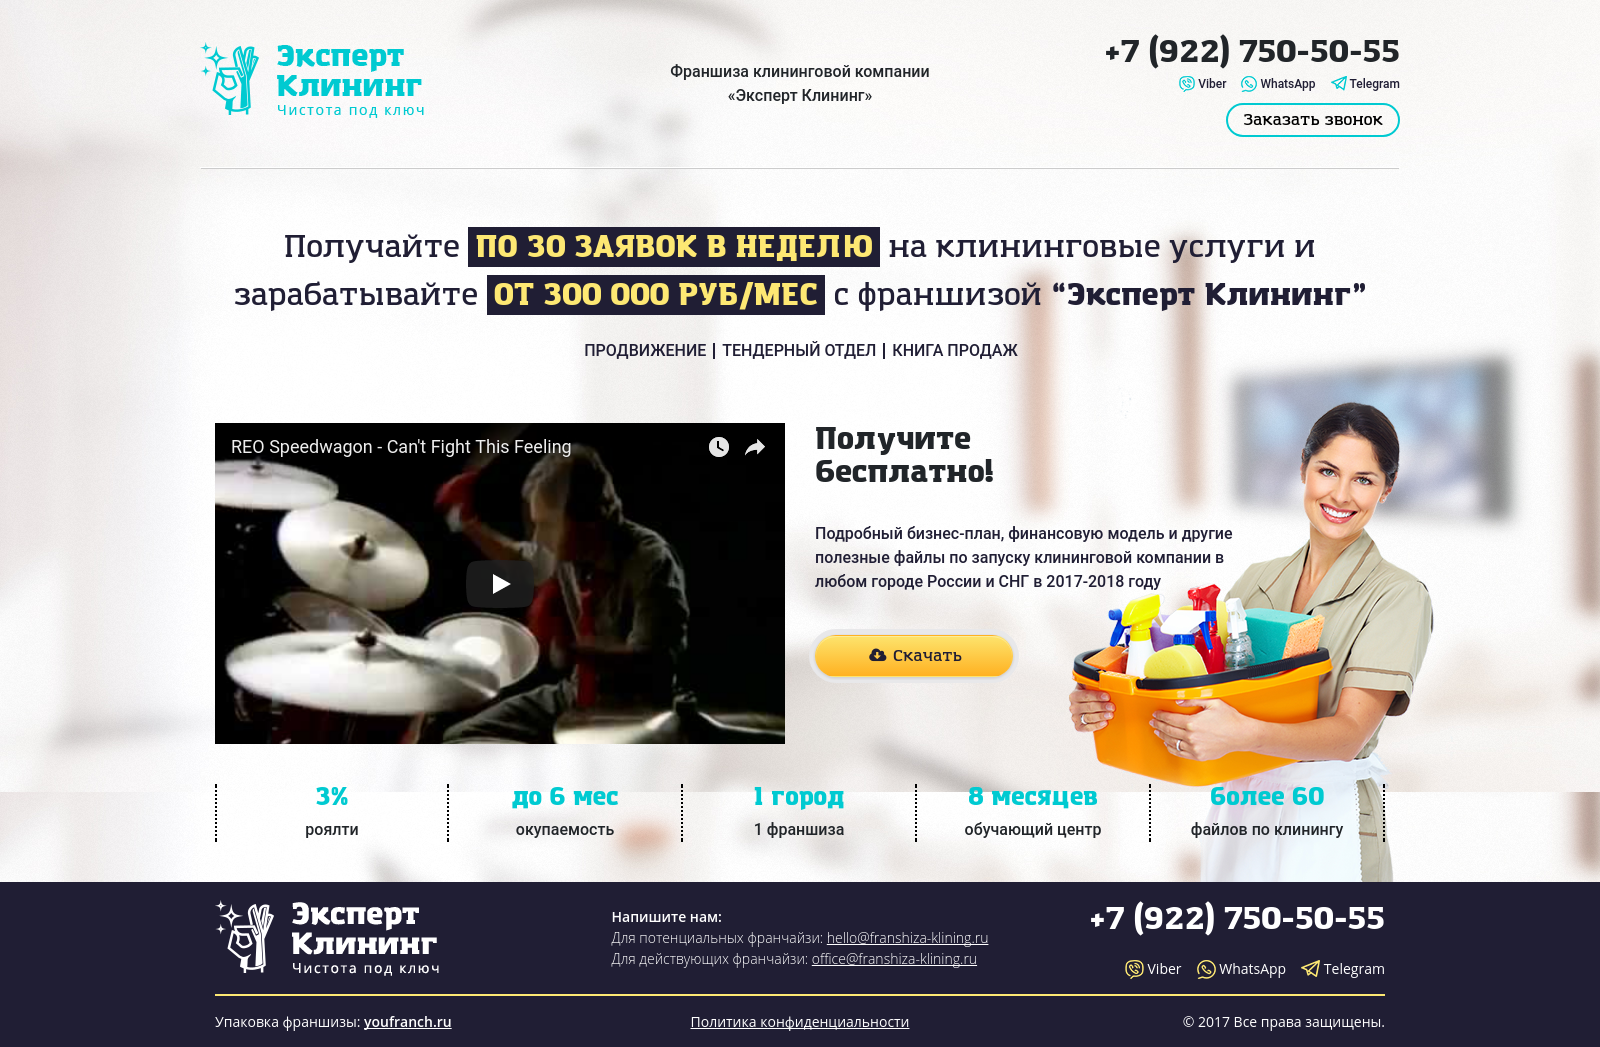 Эксперт
Клининг
Чистота под ключ
Франшиза клининговой компании
«Эксперт Клининг»
+7 (922) 750-50-55
Viber WhatsApp Telegram
Заказать звонок
Получайте ПО 30 ЗАЯВОК В НЕДЕЛЮ на клининговые услуги и
зарабатывайте ОТ 300 000 РУБ/МЕС с франшизой “Эксперт Клининг”
ПРОДВИЖЕНИЕ | ТЕНДЕРНЫЙ ОТДЕЛ | КНИГА ПРОДАЖ
REO Speedwagon - Can't Fight This Feeling
Получите
бесплатно!
Подробный бизнес-план, финансовую модель и другие
полезные файлы по запуску клининговой компании в
любом городе России и СНГ в 2017-2018 году
Скачать
3%
роялти
до 6 мес
окупаемость
1 город
1 франшиза
8 месяцев
обучающий центр
более 60
файлов по клинингу
Эксперт
Клининг
Чистота под ключ
Напишите нам:
Для потенциальных франчайзи: hello@franshiza-klining.ru
Для действующих франчайзи: office@franshiza-klining.ru
+7 (922) 750-50-55
Viber WhatsApp Telegram
Упаковка франшизы: youfranch.ru
Политика конфиденциальности
© 2017 Все права защищены.